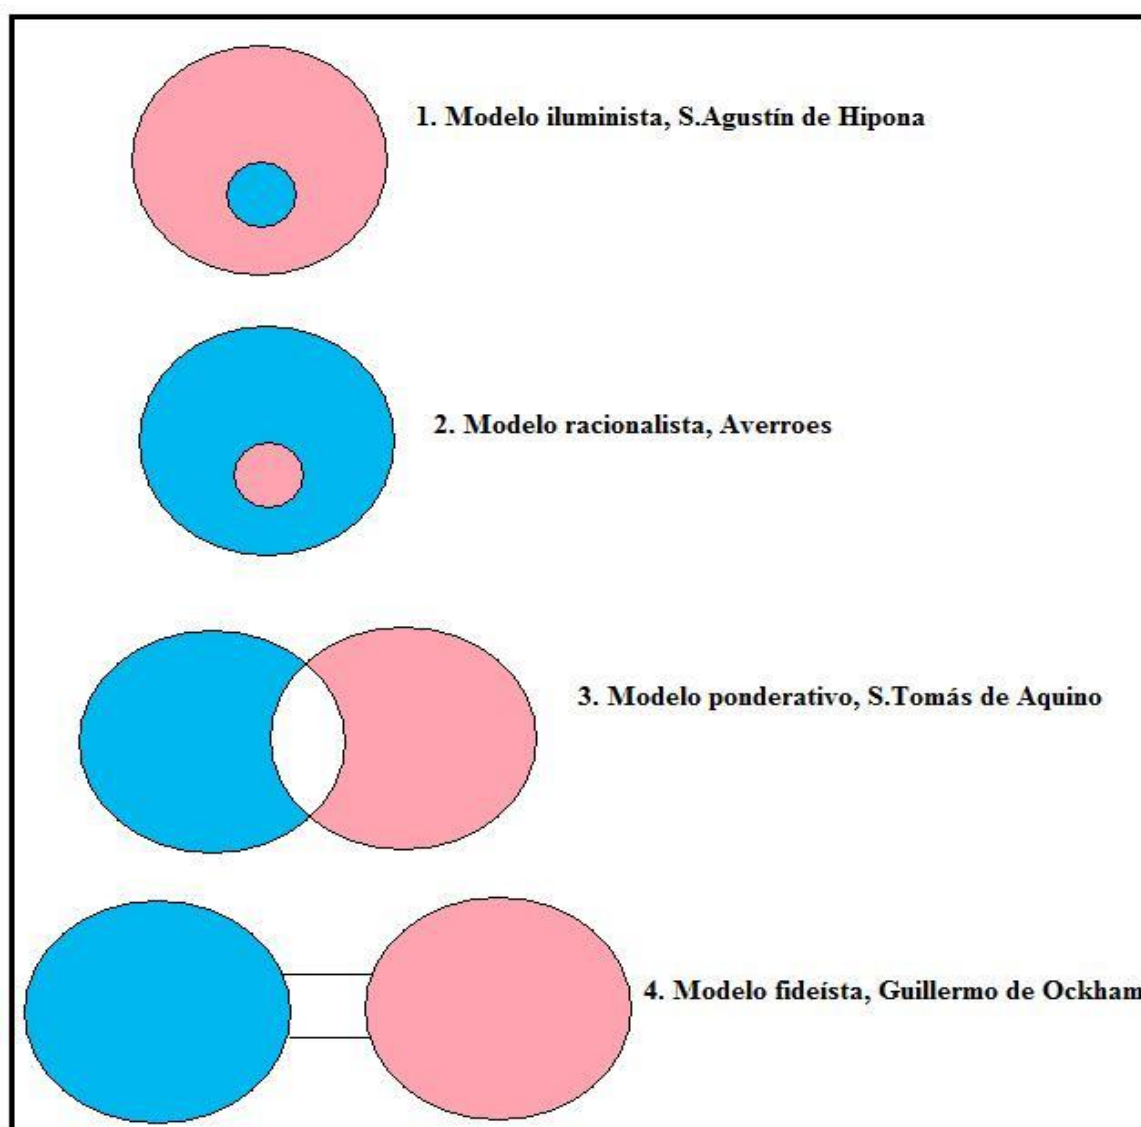 1. Modelo iluminista, S.Agustín de Hipona
2. Modelo racionalista, Averroes
3. Modelo ponderativo, S.Tomás de Aquino
4. Modelo fideísta, Guillermo de Ockham